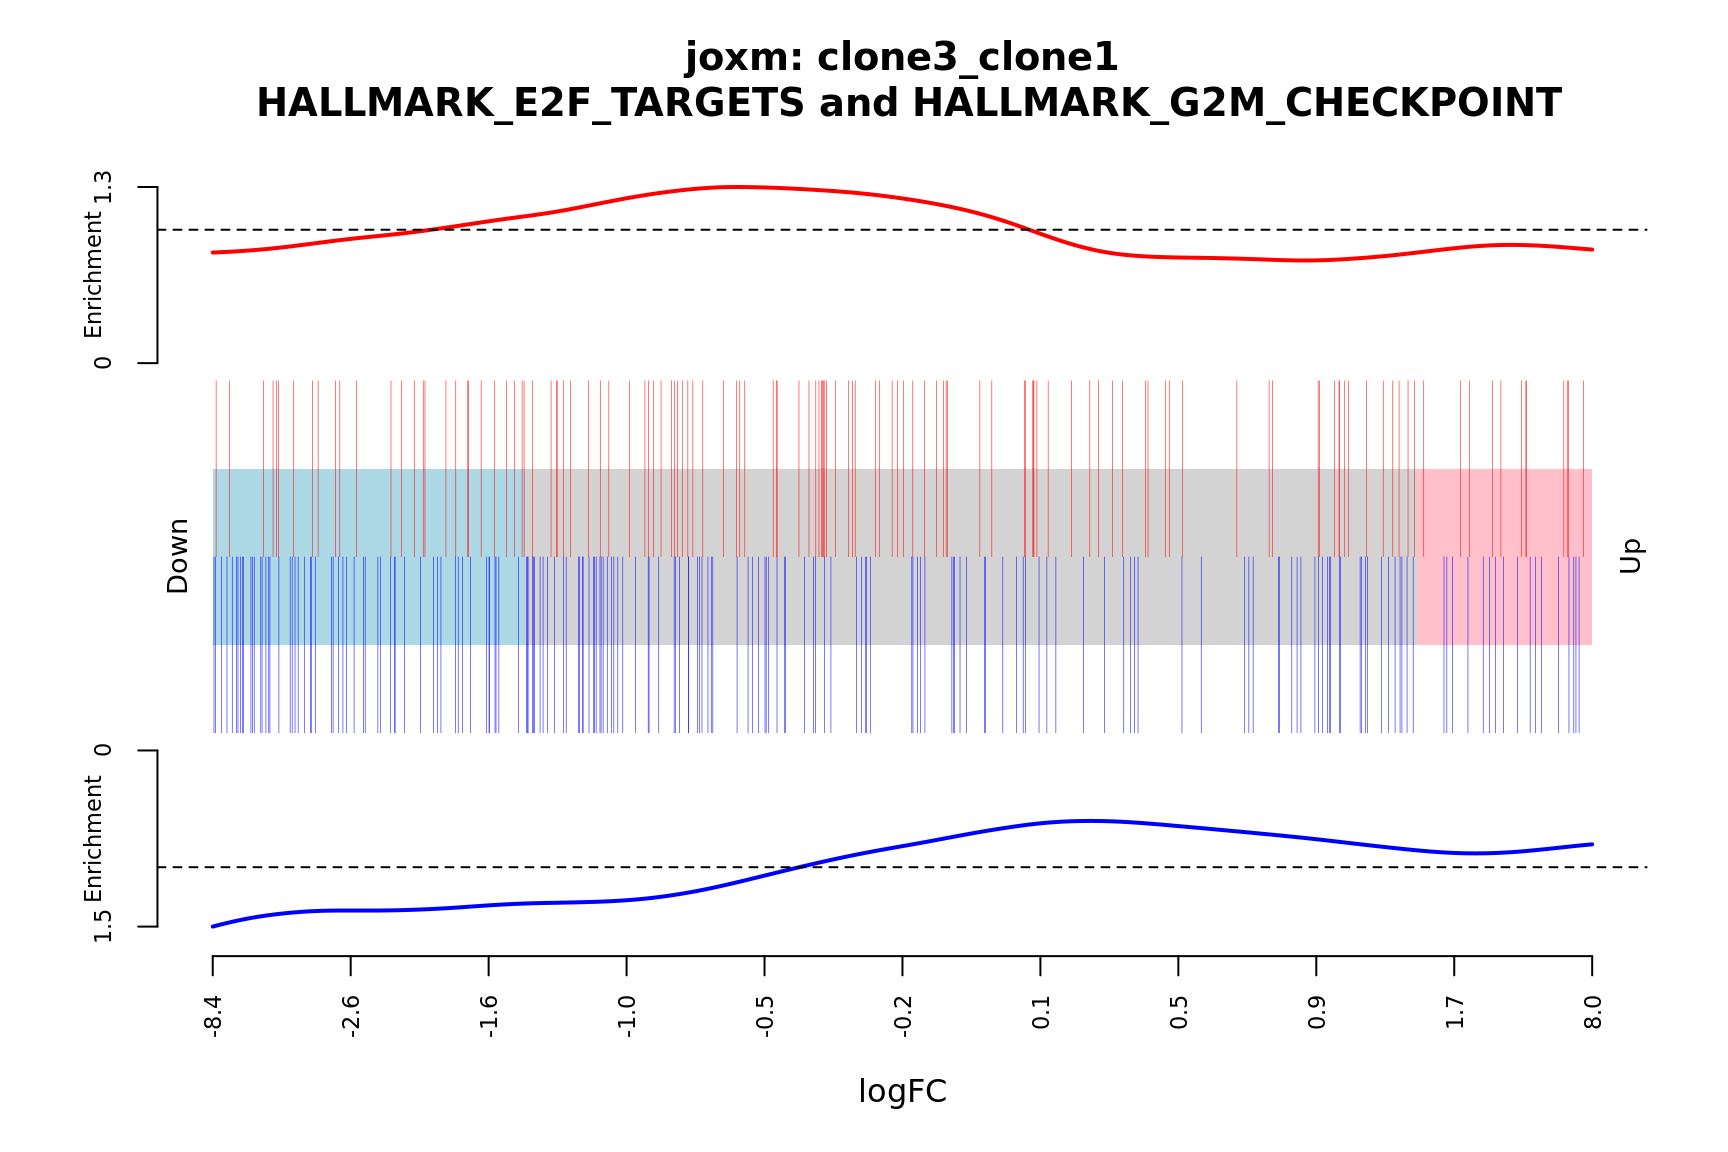 joxm: clone3_clone1
HALLMARK_E2F_TARGETS and HALLMARK_G2M_CHECKPOINT
1.3
Enrichment
0
Down
Up
0
Enrichment
1.5
-8.4
-2.6
-1.6
-1.0
-0.5
-0.2
0.1
0.5
0.9
1.7
8.0
logFC